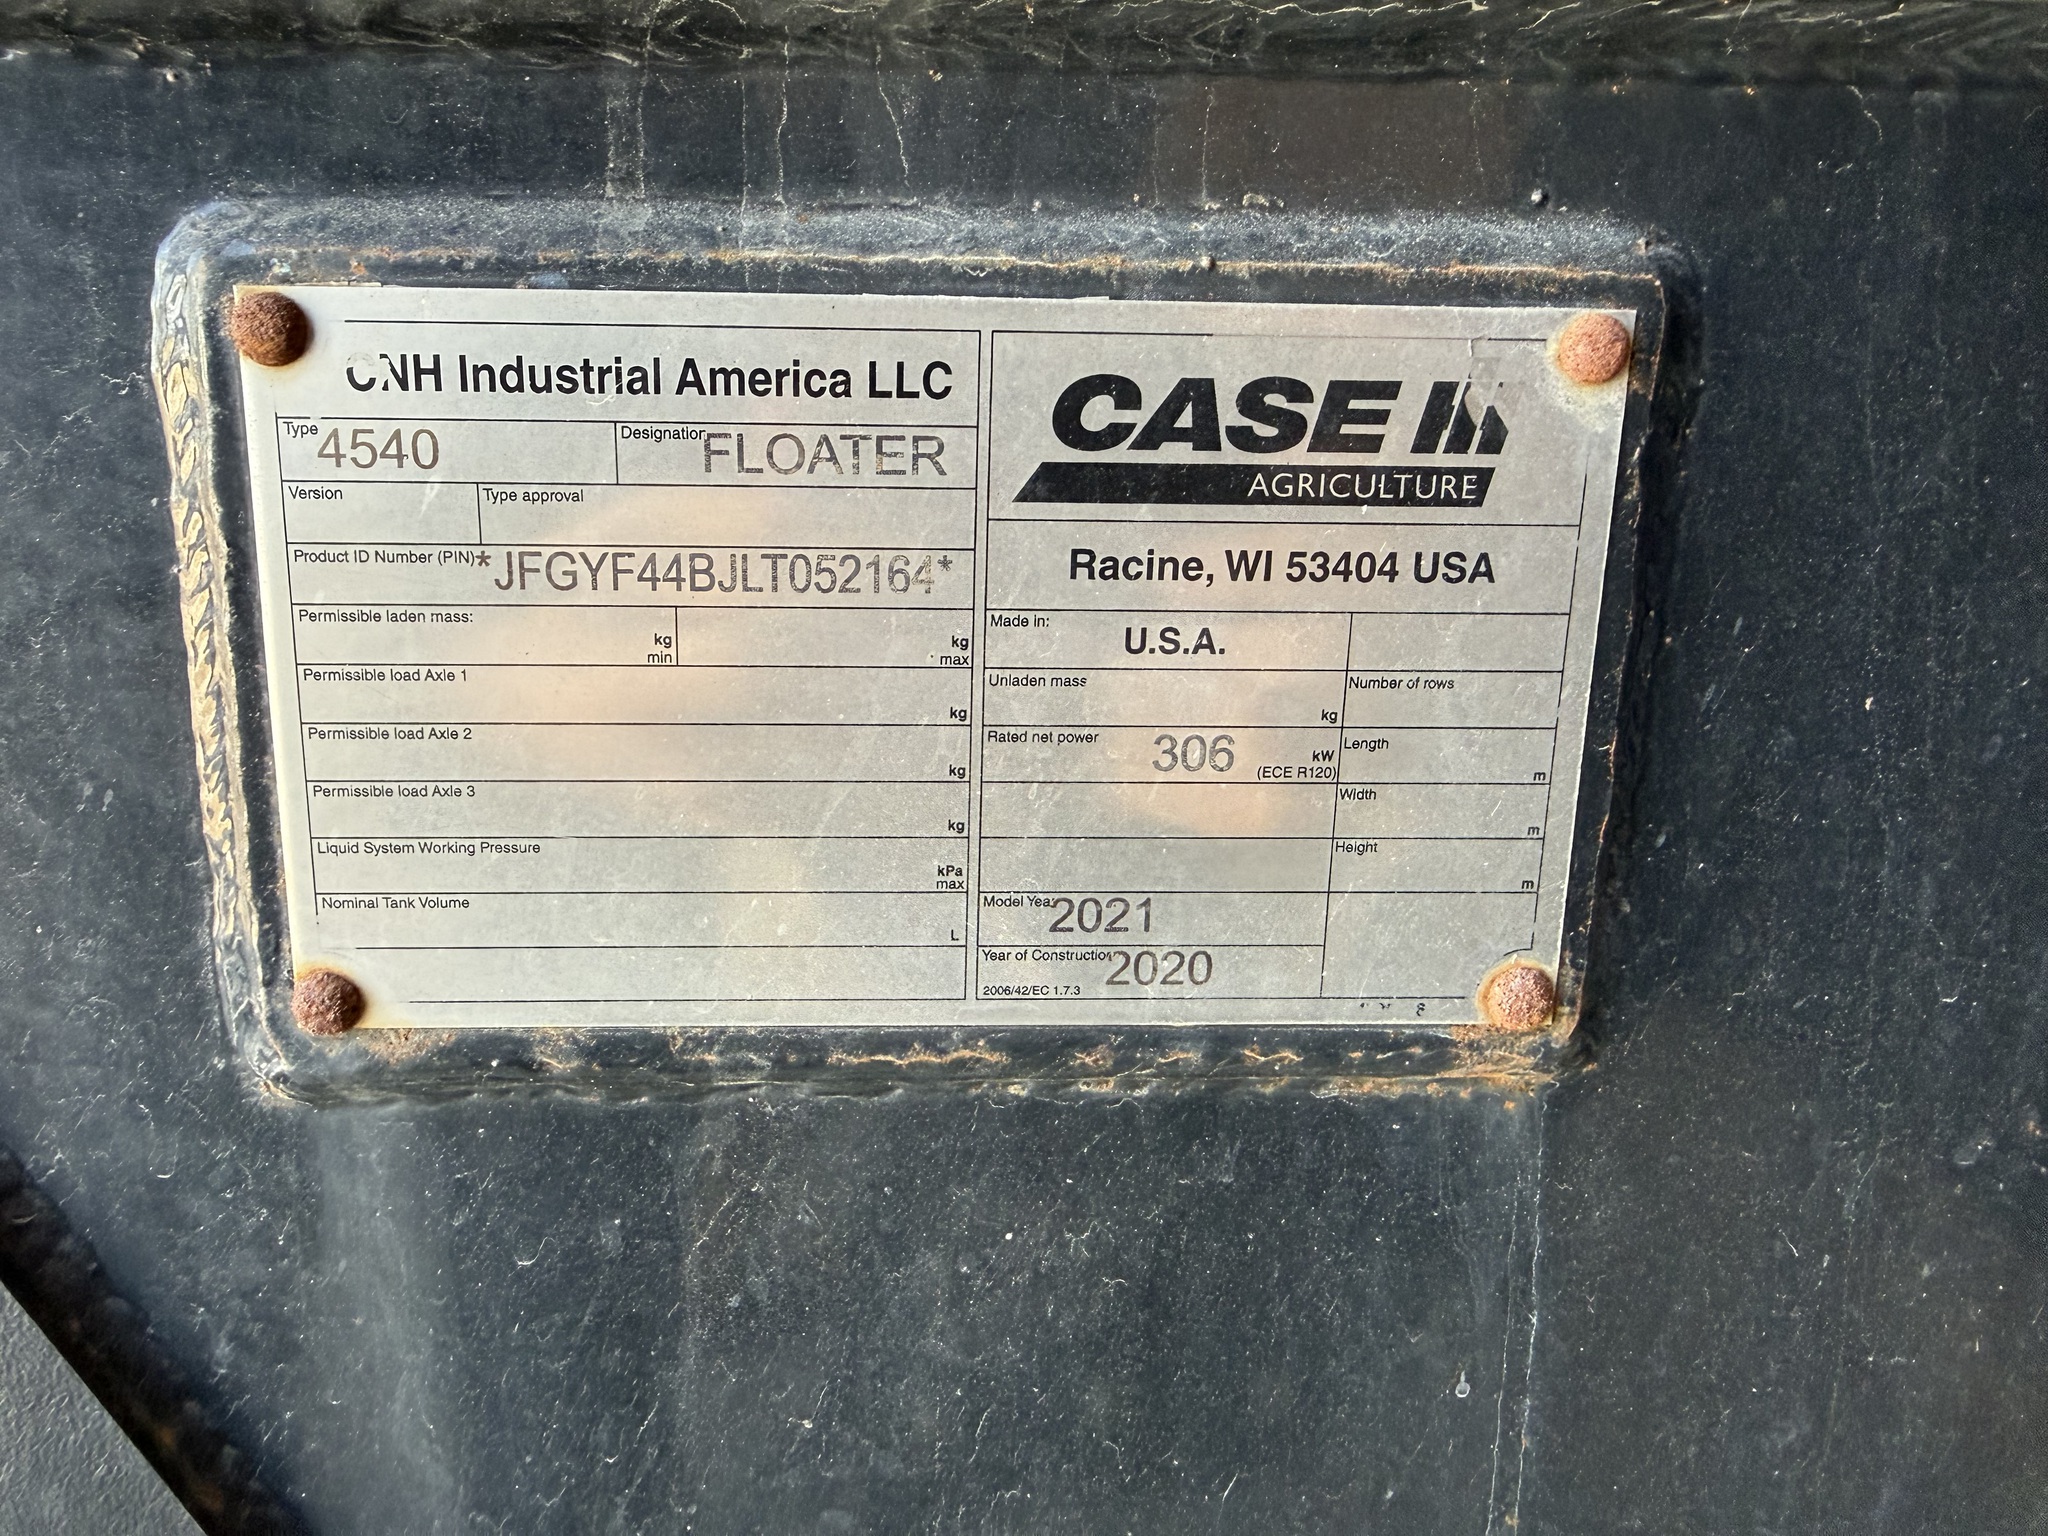 CNH Industrial America LLC
Type 4540
Designation FLOATER
Version
Type approval
Product ID Number (PIN) *JFGYF44BJLT052164*
Permissible laden mass:
kg min
kg max
Permissible load Axle 1
kg
Permissible load Axle 2
kg
Permissible load Axle 3
kg
Liquid System Working Pressure
kPa max
Nominal Tank Volume
L
CASE IH
AGRICULTURE
Racine, WI 53404 USA
Made in: U.S.A.
Unladen mass
kg
Number of rows
Rated net power 306 kW
(ECE R120)
Length
m
Width
m
Height
m
Model Year 2021
Year of Construction 2020
2006/42/EC 1.7.3